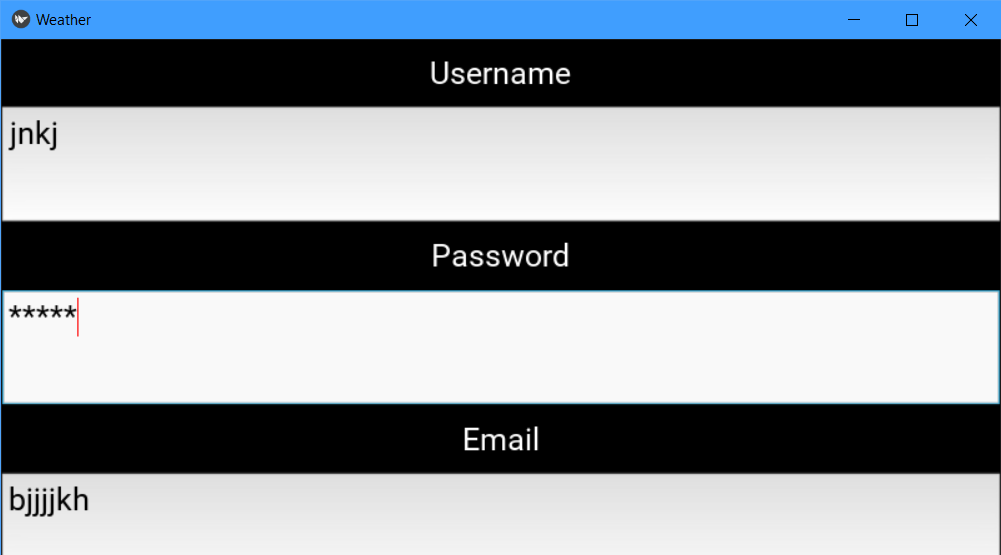 Weather
Username
jnkj
Password
*****
Email
bjjjjkh